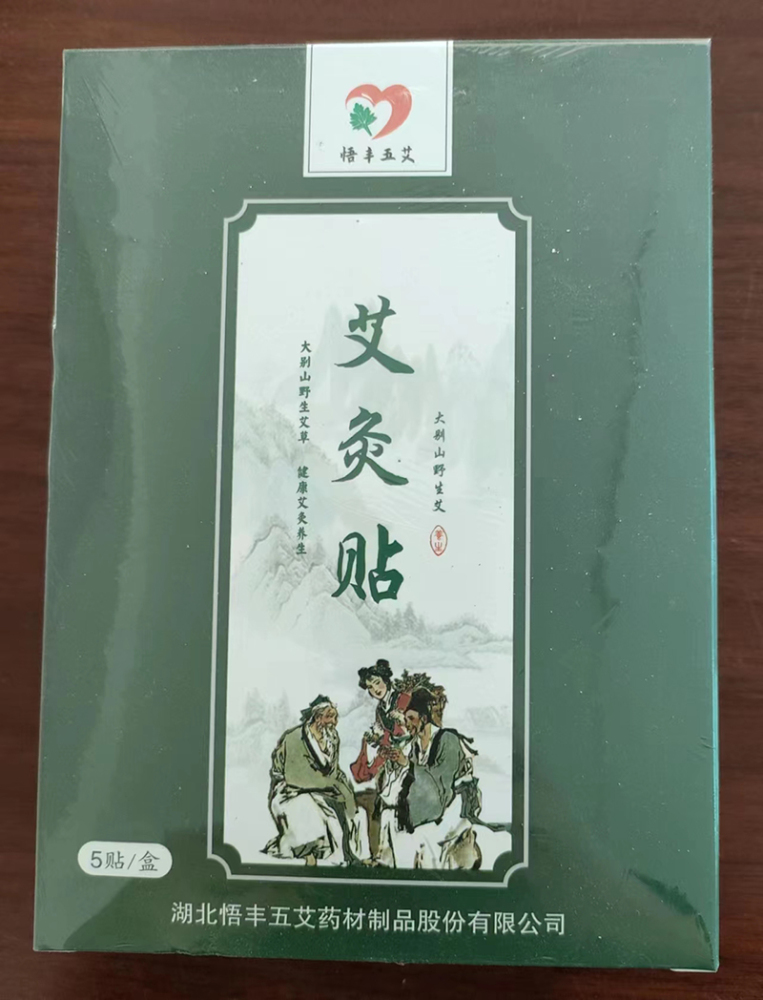 悟丰五艾
艾灸贴
大别山野生艾
大别山野生艾草 健康艾灸养生
5贴/盒
湖北悟丰五艾药材制品股份有限公司